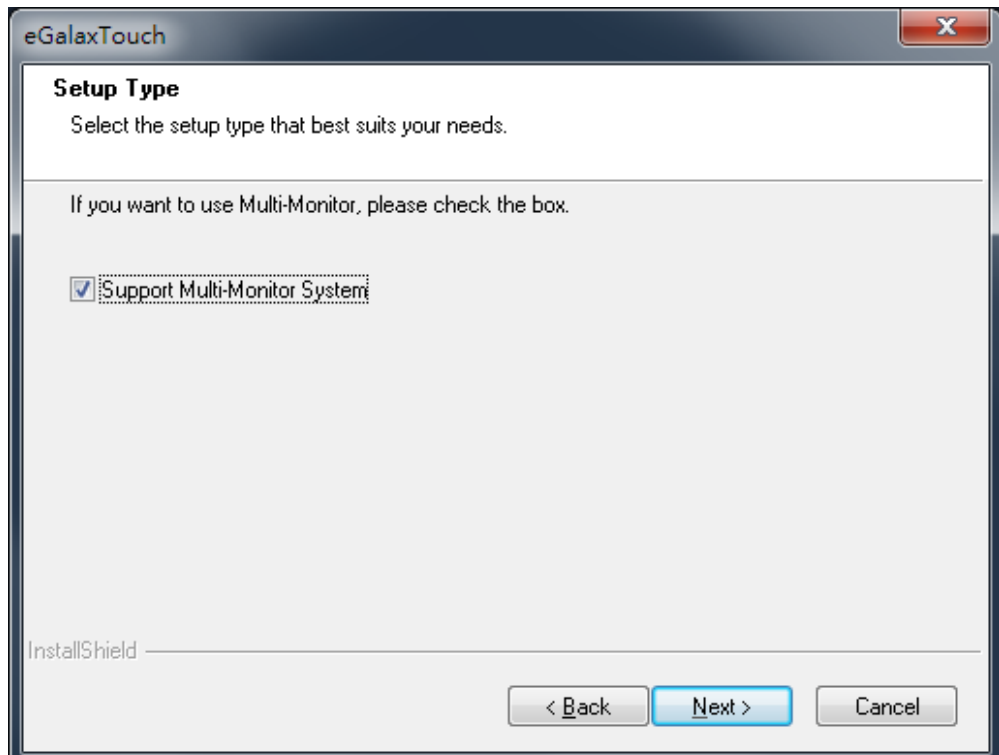 eGalaxTouch
Setup Type
Select the setup type that best suits your needs.
If you want to use Multi-Monitor, please check the box.
Support Multi-Monitor System
InstallShield
< Back
Next >
Cancel